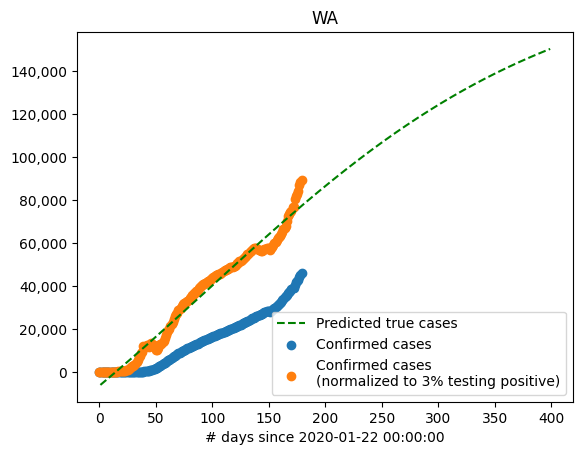 WA
140,000
120,000
100,000
80,000
60,000
40,000
20,000
0
Predicted true cases
Confirmed cases
Confirmed cases
(normalized to 3% testing positive)
0 50 100 150 200 250 300 350 400
# days since 2020-01-22 00:00:00